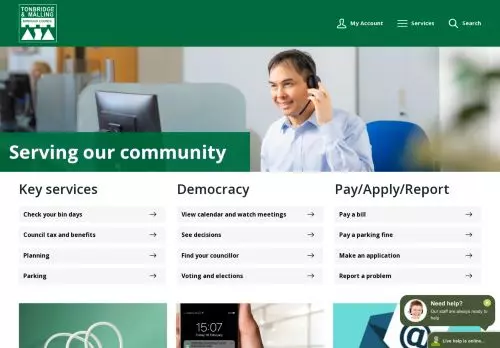 TONBRIDGE
& MALLING
BOROUGH COUNCIL
My Account
Services
Search
Serving our community
Key services
Check your bin days
Council tax and benefits
Planning
Parking
Democracy
View calendar and watch meetings
See decisions
Find your councillor
Voting and elections
Pay/Apply/Report
Pay a bill
Pay a parking fine
Make an application
Report a problem
15:07
Need help?
Our staff are always ready to
help
Live help is online...